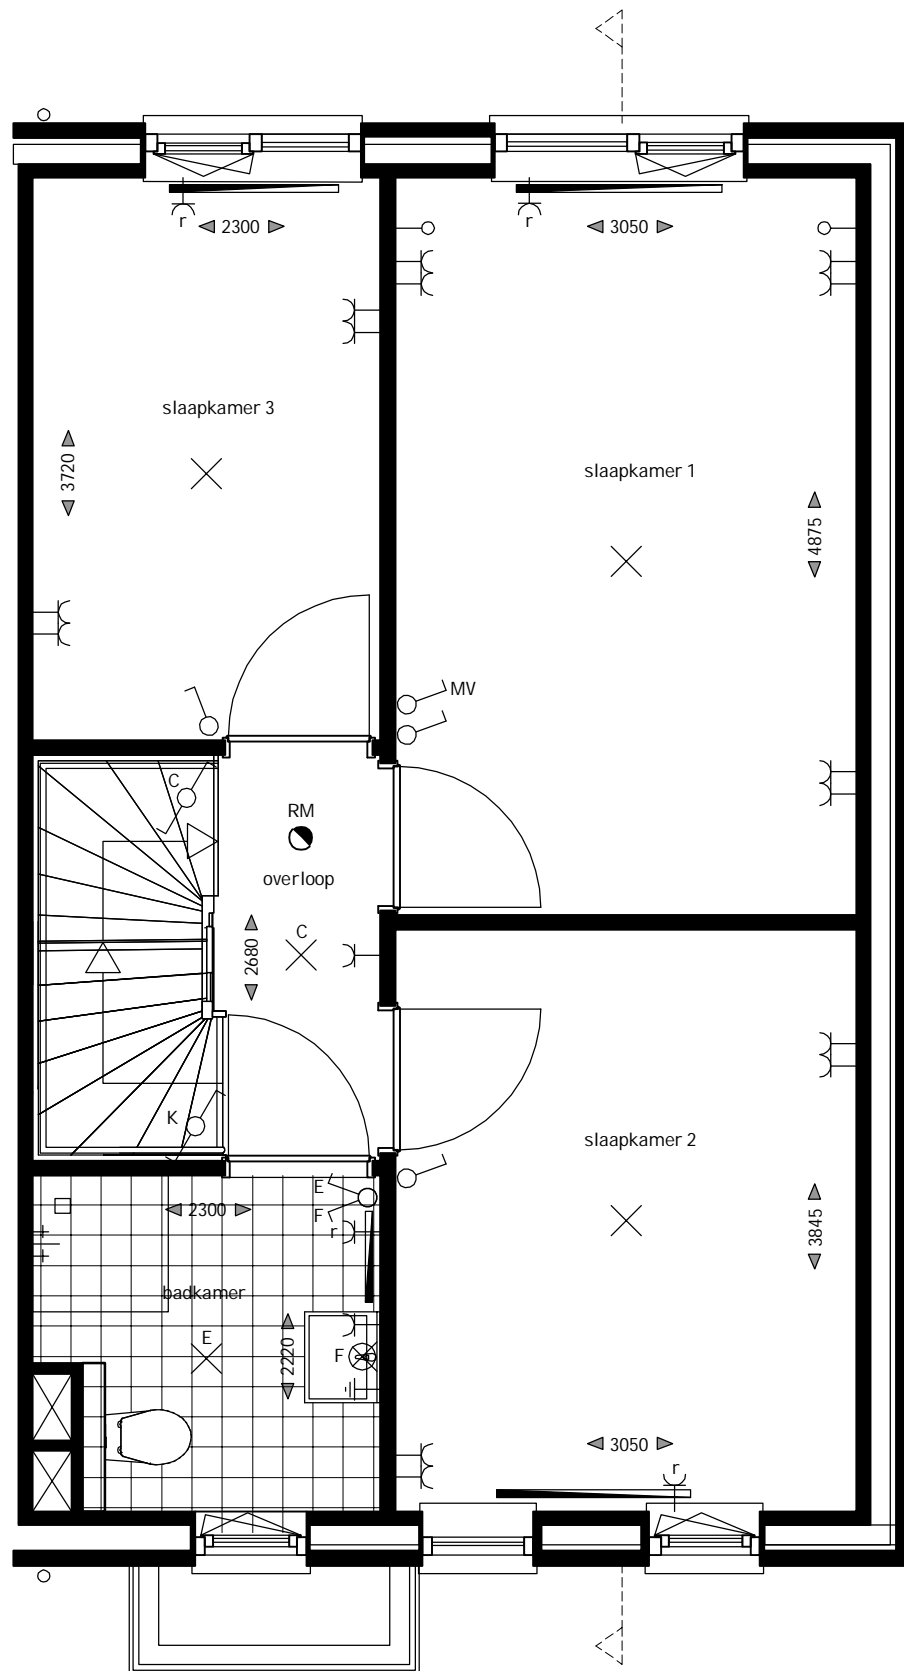 r
2300
r
3050
slaapkamer 3
slaapkamer 1
3720
4875
MV
C
RM
overloop
C
2680
K
slaapkamer 2
E
2300
F
r
3845
badkamer
E
F
2220
3050
r